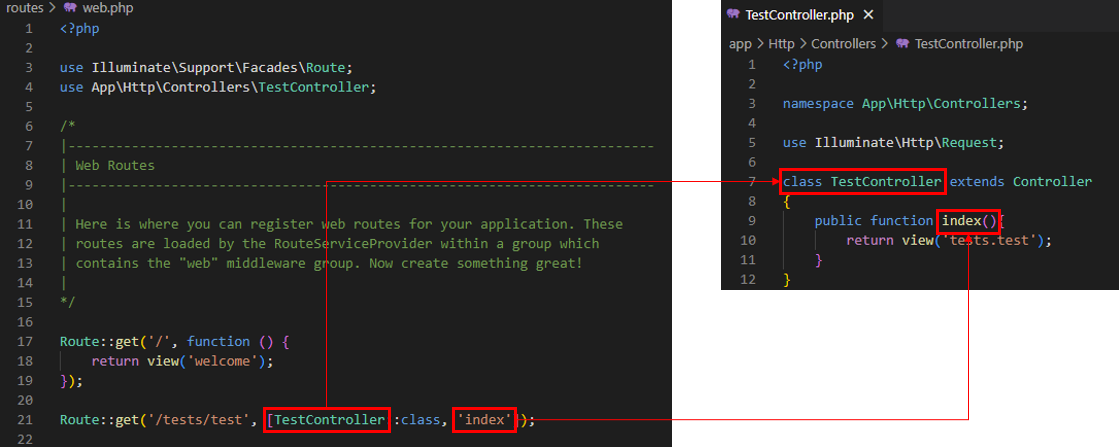 routes > web.php
1 <?php
2
3 use Illuminate\Support\Facades\Route;
4 use App\Http\Controllers\TestController;
5
6 /*
7 |--------------------------------------------------------------------------
8 | Web Routes
9 |--------------------------------------------------------------------------
10 |
11 | Here is where you can register web routes for your application. These
12 | routes are loaded by the RouteServiceProvider within a group which
13 | contains the "web" middleware group. Now create something great!
14 |
15 */
16
17 Route::get('/', function () {
18 return view('welcome');
19 });
20
21 Route::get('/tests/test', [TestController::class, 'index']);
22
TestController.php ×
app > Http > Controllers > TestController.php
1 <?php
2
3 namespace App\Http\Controllers;
4
5 use Illuminate\Http\Request;
6
7 class TestController extends Controller
8 {
9 public function index(){
10 return view('tests.test');
11 }
12 }